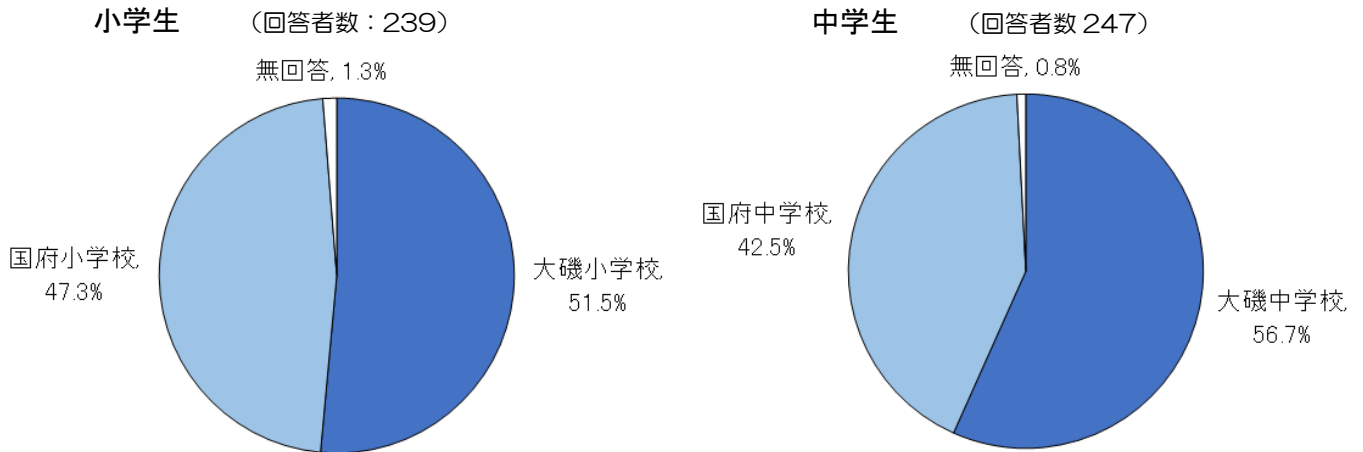 小学生 (回答者数：239)
無回答, 1.3%
国府小学校,
47.3%
大磯小学校,
51.5%
中学生 (回答者数 247)
無回答, 0.8%
国府中学校,
42.5%
大磯中学校,
56.7%